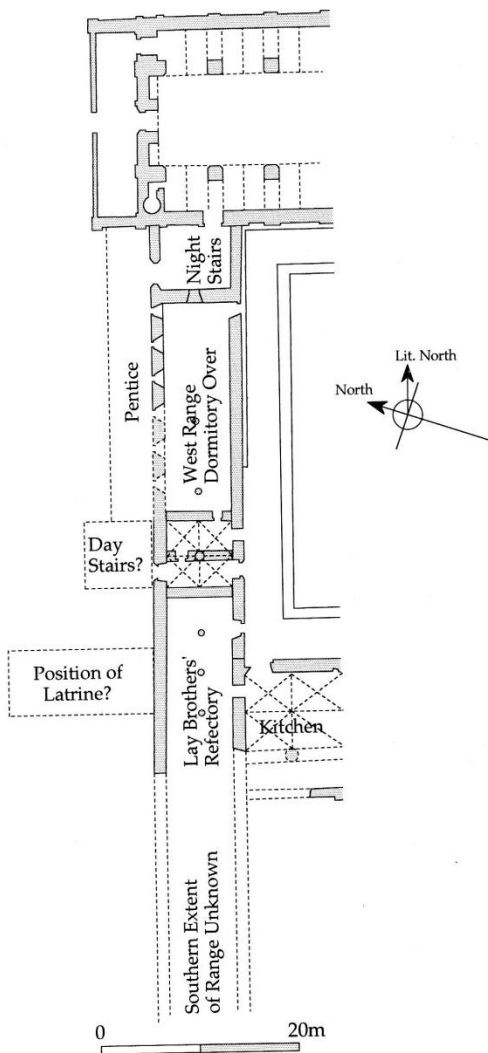 Night
Stairs
Lit. North
North
Pentice
West Range
Dormitory Over
Day
Stairs?
Position of
Latrine?
Lay Brothers'
Refectory
Kitchen
Southern Extent
of Range Unknown
0
20m